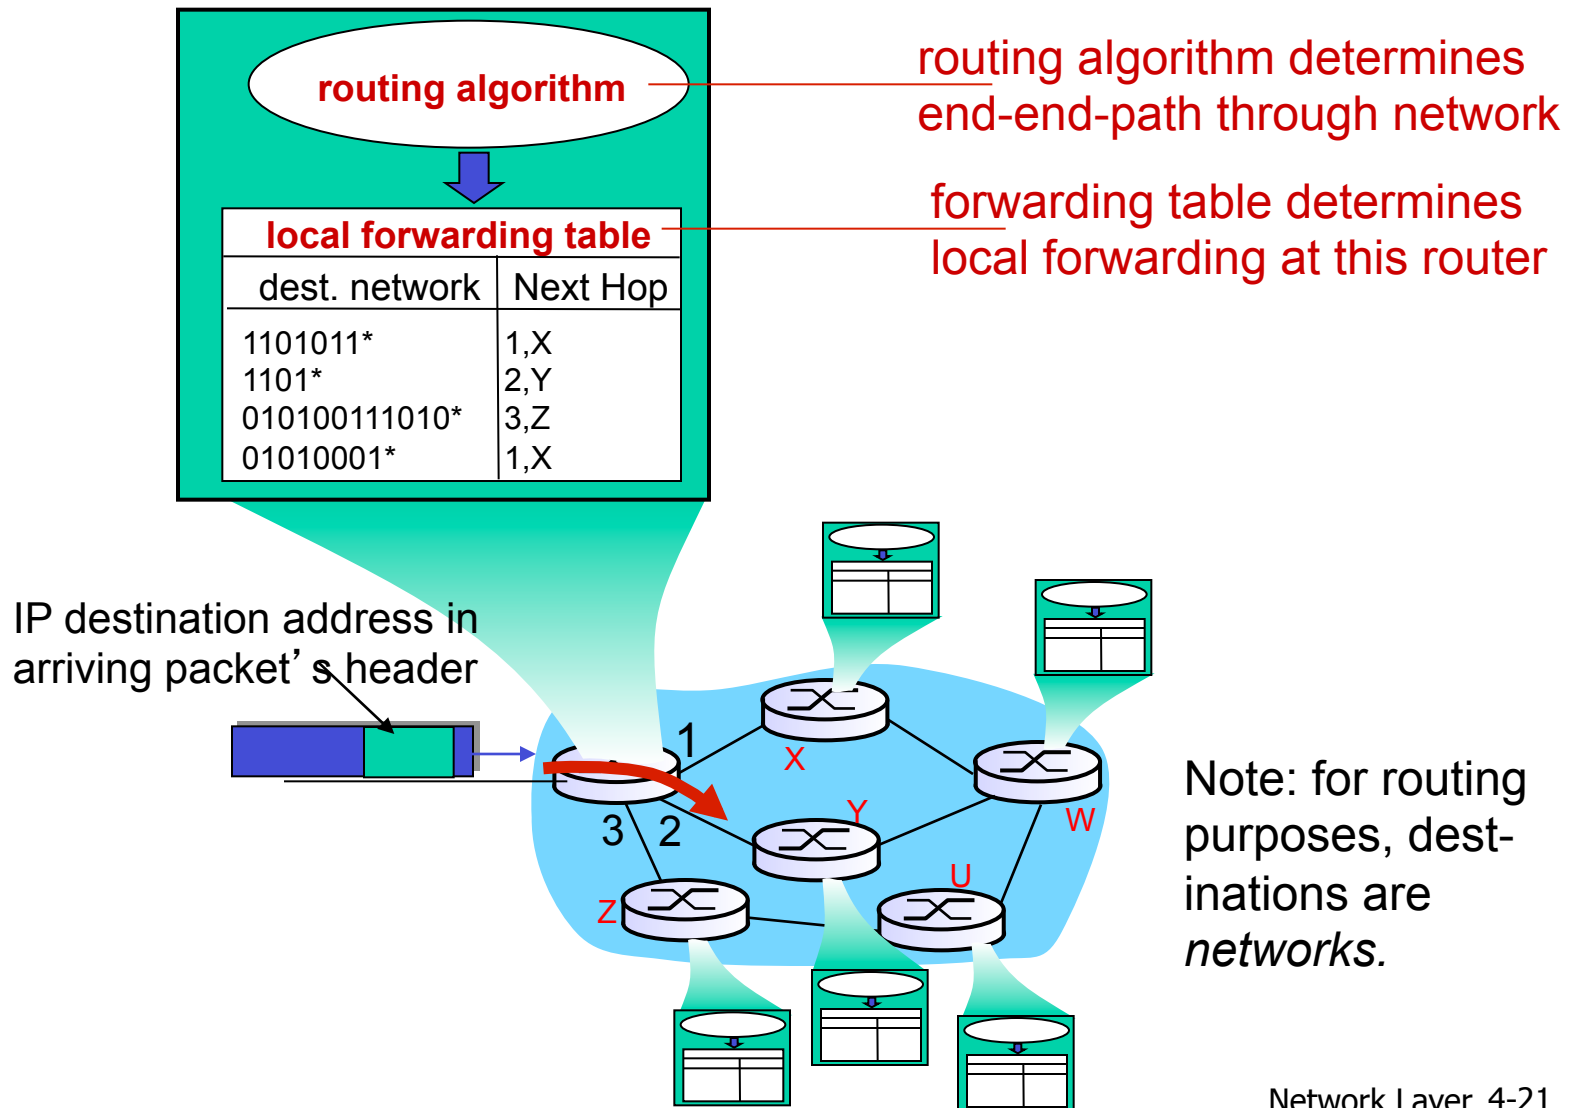 routing algorithm
routing algorithm determines
end-end-path through network
local forwarding table
forwarding table determines
local forwarding at this router
dest. network Next Hop
1101011* 1,X
1101* 2,Y
010100111010* 3,Z
01010001* 1,X
IP destination address in
arriving packet’s header
1
X
3
2
Y
W
Z
U
Note: for routing
purposes, dest-
inations are
networks.
Network Layer 4-21